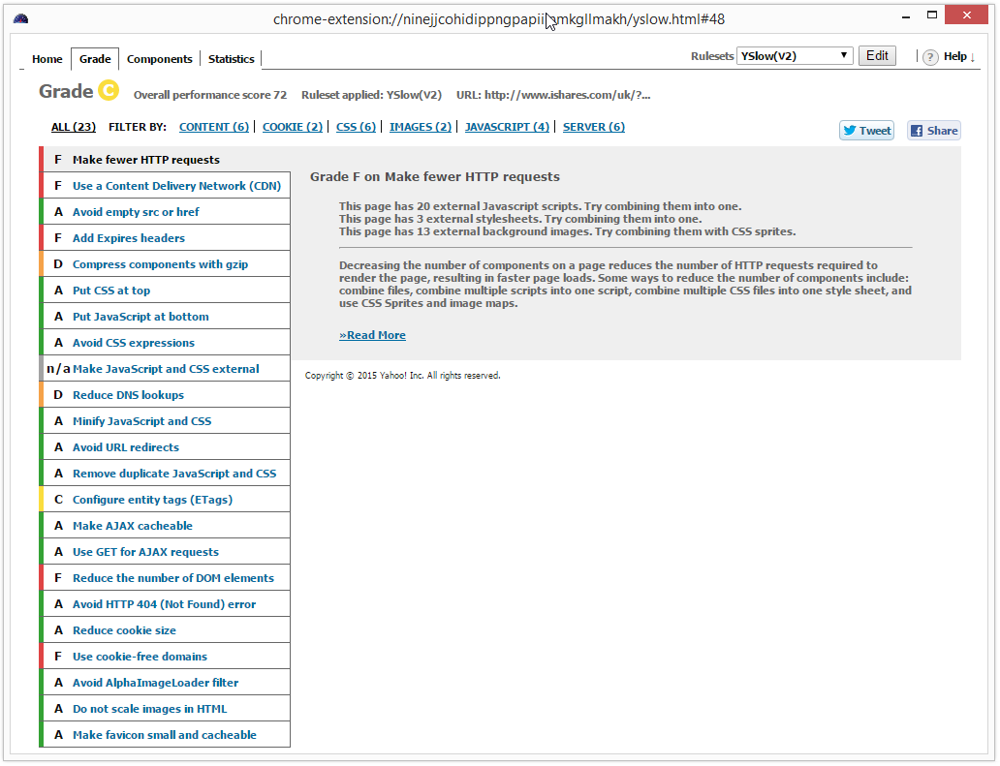 chrome-extension://ninejjcohidippngpapiijnmkgllmakh/yslow.html#48
Home Grade Components Statistics Rulesets YSlow(V2) Edit ? Help ↓
Grade C Overall performance score 72 Ruleset applied: YSlow(V2) URL: http://www.ishares.com/uk/?...
ALL (23) FILTER BY: CONTENT (6) | COOKIE (2) | CSS (6) | IMAGES (2) | JAVASCRIPT (4) | SERVER (6) Tweet Share
F Make fewer HTTP requests
F Use a Content Delivery Network (CDN)
A Avoid empty src or href
F Add Expires headers
D Compress components with gzip
A Put CSS at top
A Put JavaScript at bottom
A Avoid CSS expressions
n/a Make JavaScript and CSS external
D Reduce DNS lookups
A Minify JavaScript and CSS
A Avoid URL redirects
A Remove duplicate JavaScript and CSS
C Configure entity tags (ETags)
A Make AJAX cacheable
A Use GET for AJAX requests
F Reduce the number of DOM elements
A Avoid HTTP 404 (Not Found) error
A Reduce cookie size
F Use cookie-free domains
A Avoid AlphaImageLoader filter
A Do not scale images in HTML
A Make favicon small and cacheable
Grade F on Make fewer HTTP requests
This page has 20 external Javascript scripts. Try combining them into one.
This page has 3 external stylesheets. Try combining them into one.
This page has 13 external background images. Try combining them with CSS sprites.
Decreasing the number of components on a page reduces the number of HTTP requests required to
render the page, resulting in faster page loads. Some ways to reduce the number of components include:
combine files, combine multiple scripts into one script, combine multiple CSS files into one style sheet, and
use CSS Sprites and image maps.
»Read More
Copyright © 2015 Yahoo! Inc. All rights reserved.